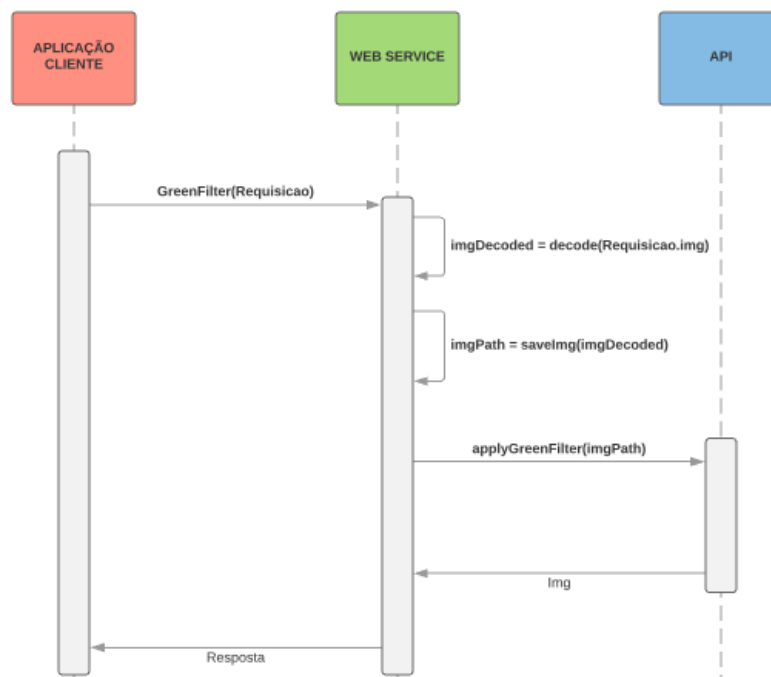 APLICAÇÃO
CLIENTE
WEB SERVICE
API
GreenFilter(Requisicao)
imgDecoded = decode(Requisicao.img)
imgPath = saveImg(imgDecoded)
applyGreenFilter(imgPath)
Img
Resposta